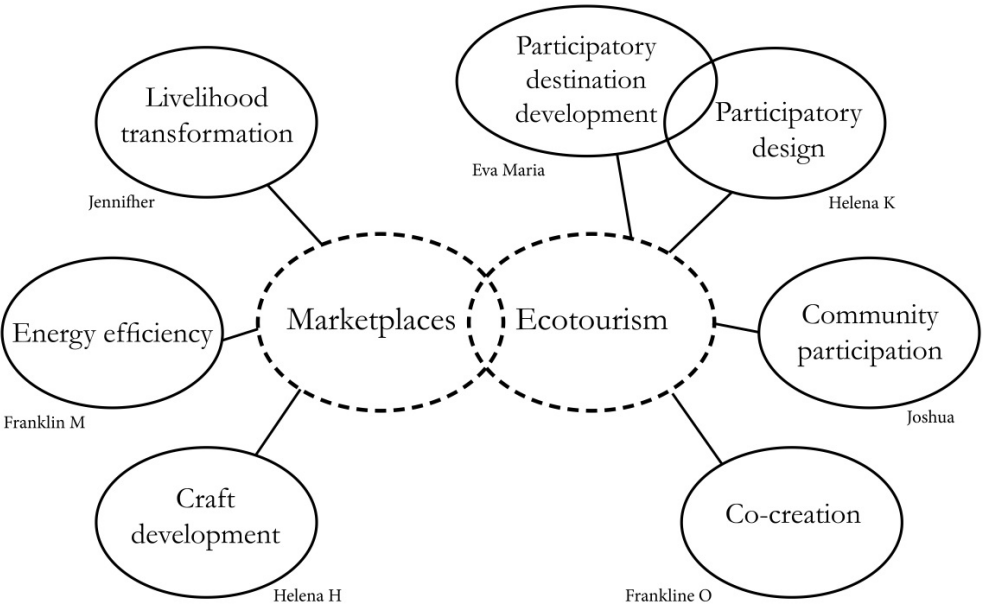 Livelihood
transformation
Jennifher
Participatory
destination
development
Eva Maria
Participatory
design
Helena K
Energy efficiency
Franklin M
Marketplaces
Ecotourism
Community
participation
Joshua
Craft
development
Helena H
Co-creation
Frankline O